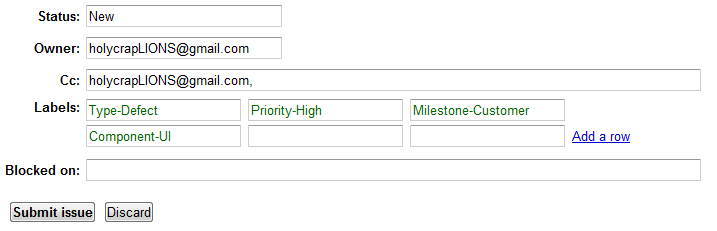 Status: New
Owner: holycrapLIONS@gmail.com
Cc: holycrapLIONS@gmail.com,
Labels: Type-Defect Priority-High Milestone-Customer
Component-UI Add a row
Blocked on:
Submit issue Discard